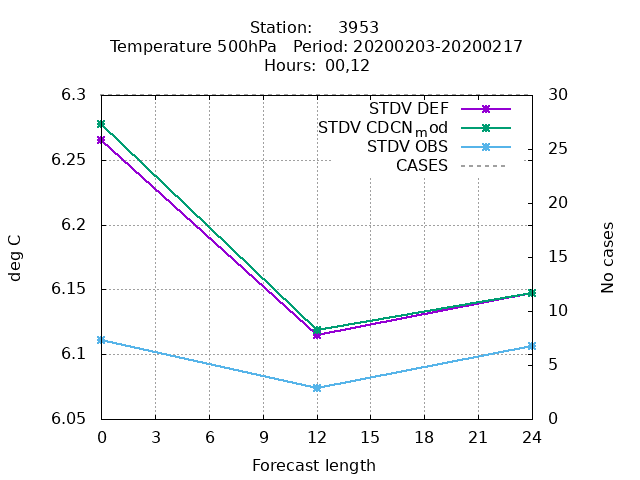 Station:     3953
Temperature 500hPa   Period: 20200203-20200217
Hours: 00,12
6.3
6.25
6.2
6.15
6.1
6.05
deg C
30
25
20
15
10
5
0
No cases
STDV DEF
STDV CDCN_mod
STDV OBS
CASES
0 3 6 9 12 15 18 21 24
Forecast length